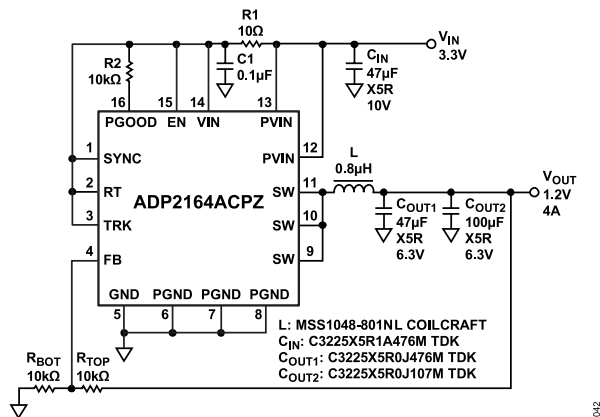 R1
10Ω
VIN
3.3V
R2
10kΩ
C1
0.1µF
CIN
47µF
X5R
10V
16
15
14
13
PGOOD
EN
VIN
PVIN
1
SYNC
PVIN
12
2
RT
SW
11
ADP2164ACPZ
3
TRK
SW
10
4
FB
SW
9
GND
PGND
PGND
PGND
5
6
7
8
L
0.8µH
VOUT
1.2V
4A
COUT1
47µF
X5R
6.3V
COUT2
100µF
X5R
6.3V
L: MSS1048-801NL COILCRAFT
CIN: C3225X5R1A476M TDK
COUT1: C3225X5R0J476M TDK
COUT2: C3225X5R0J107M TDK
RBOT
10kΩ
RTOP
10kΩ
042